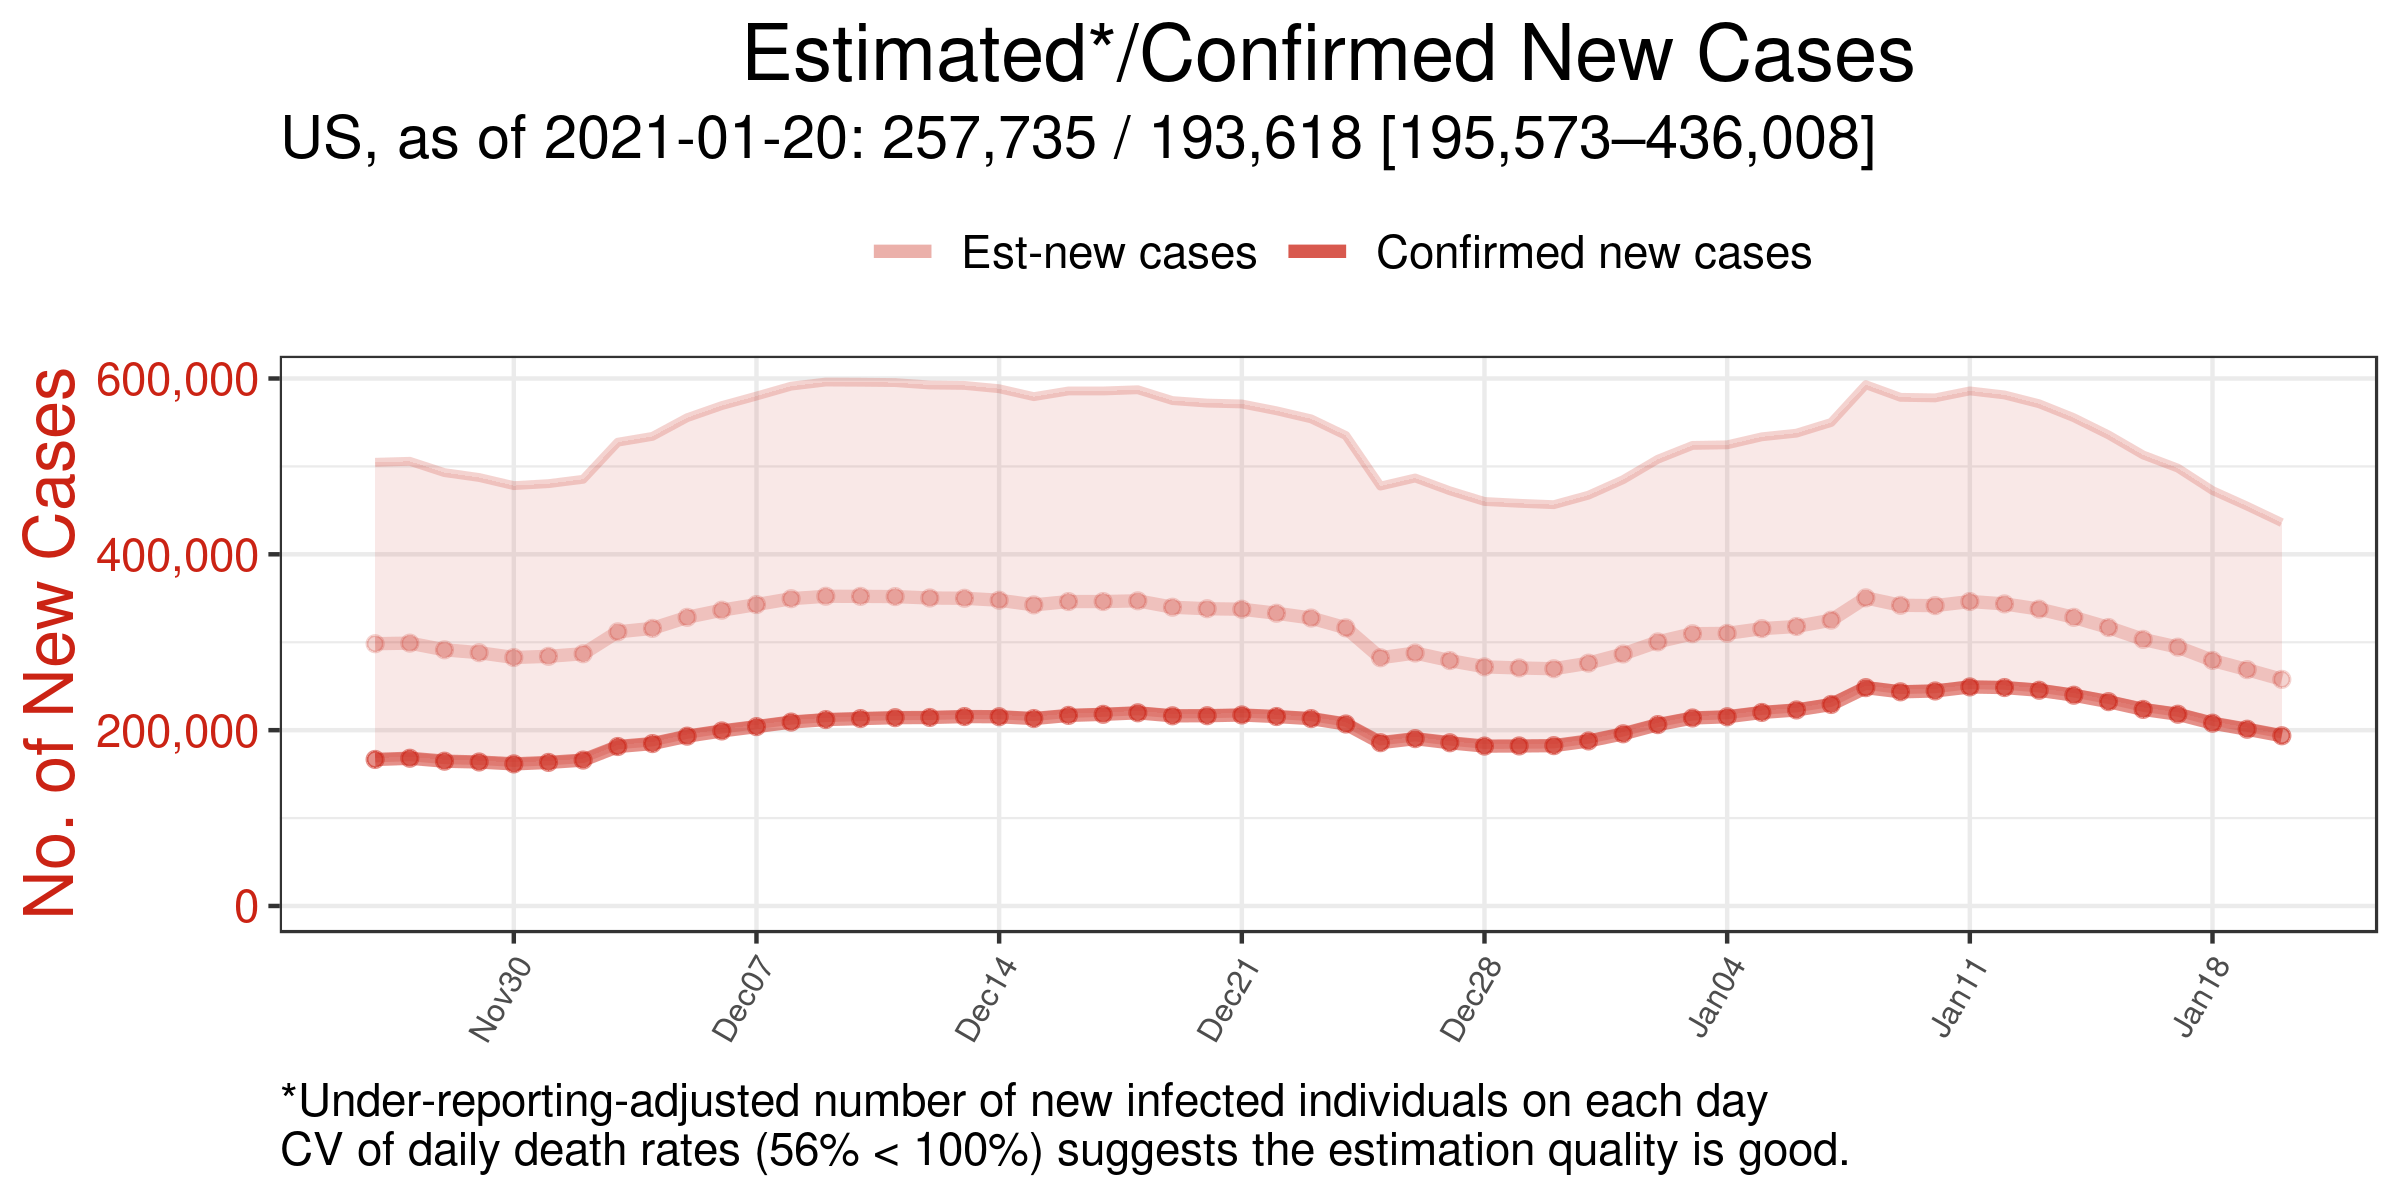 Estimated*/Confirmed New Cases
US, as of 2021-01-20: 257,735 / 193,618 [195,573–436,008]
Est-new cases
Confirmed new cases
No. of New Cases
600,000
400,000
200,000
0
Nov30
Dec07
Dec14
Dec21
Dec28
Jan04
Jan11
Jan18
*Under-reporting-adjusted number of new infected individuals on each day
CV of daily death rates (56% < 100%) suggests the estimation quality is good.